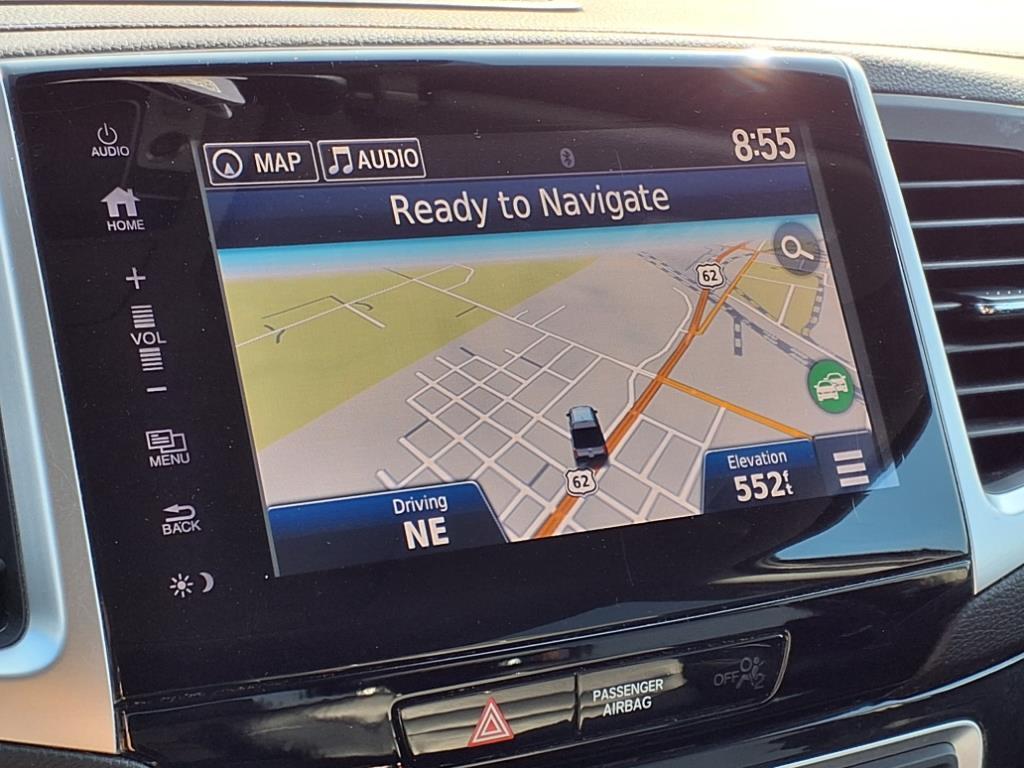 AUDIO
MAP
AUDIO
8:55
HOME
Ready to Navigate
62
VOL
MENU
Elevation
552ft
62
Driving
NE
BACK
PASSENGER
AIRBAG
OFF
2